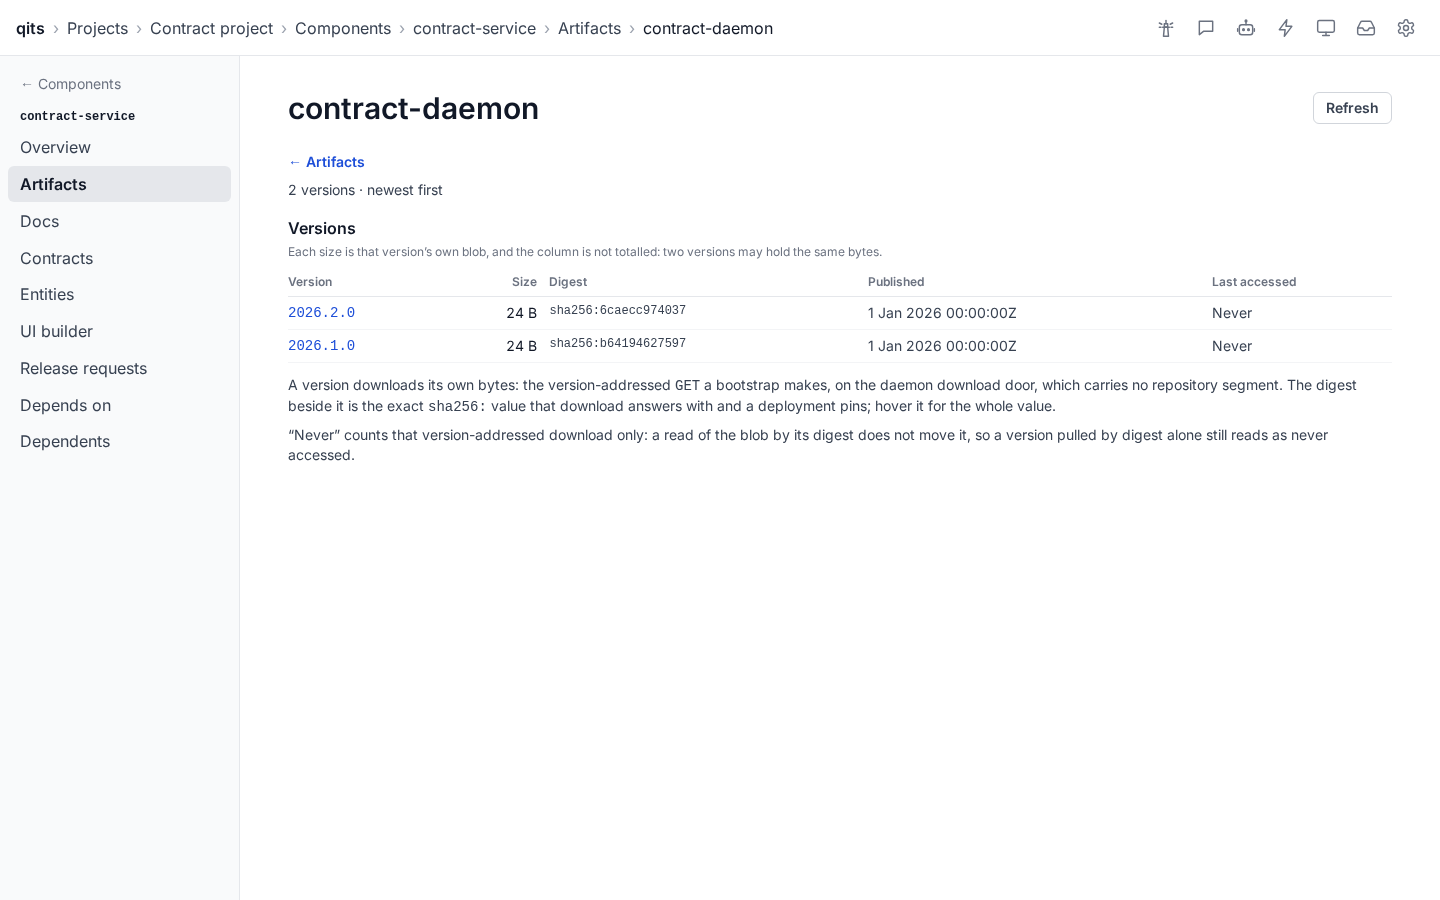 qits › Projects › Contract project › Components › contract-service › Artifacts › contract-daemon
← Components
contract-service
Overview
Artifacts
Docs
Contracts
Entities
UI builder
Release requests
Depends on
Dependents
contract-daemon
Refresh
← Artifacts
2 versions · newest first
Versions
Each size is that version’s own blob, and the column is not totalled: two versions may hold the same bytes.
Version Size Digest Published Last accessed
2026.2.0 24 B sha256:6caecc974037 1 Jan 2026 00:00:00Z Never
2026.1.0 24 B sha256:b64194627597 1 Jan 2026 00:00:00Z Never
A version downloads its own bytes: the version-addressed GET a bootstrap makes, on the daemon download door, which carries no repository segment. The digest
beside it is the exact sha256: value that download answers with and a deployment pins; hover it for the whole value.
“Never” counts that version-addressed download only: a read of the blob by its digest does not move it, so a version pulled by digest alone still reads as never
accessed.